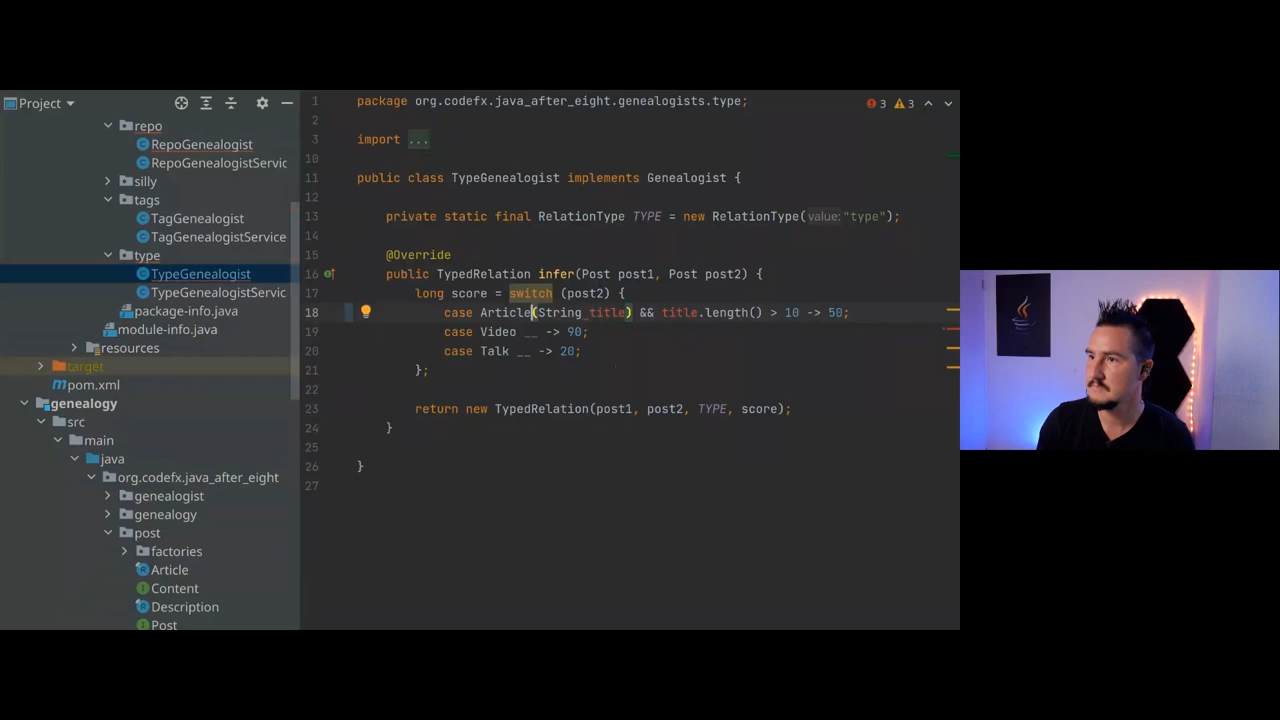 Project
repo
RepoGenealogist
RepoGenealogistServic
silly
tags
TagGenealogist
TagGenealogistService
type
TypeGenealogist
TypeGenealogistServic
package-info.java
module-info.java
resources
target
pom.xml
genealogy
src
main
java
org.codefx.java_after_eight
genealogist
genealogy
post
factories
Article
Content
Description
Post
3 3
1 package org.codefx.java_after_eight.genealogists.type;
2
3 import ...
10
11 public class TypeGenealogist implements Genealogist {
12
13 private static final RelationType TYPE = new RelationType( value: "type");
14
15 @Override
16 public TypedRelation infer(Post post1, Post post2) {
17 long score = switch (post2) {
18 case Article(String title) && title.length() > 10 -> 50;
19 case Video __ -> 90;
20 case Talk __ -> 20;
21 };
22
23 return new TypedRelation(post1, post2, TYPE, score);
24 }
25
26 }
27